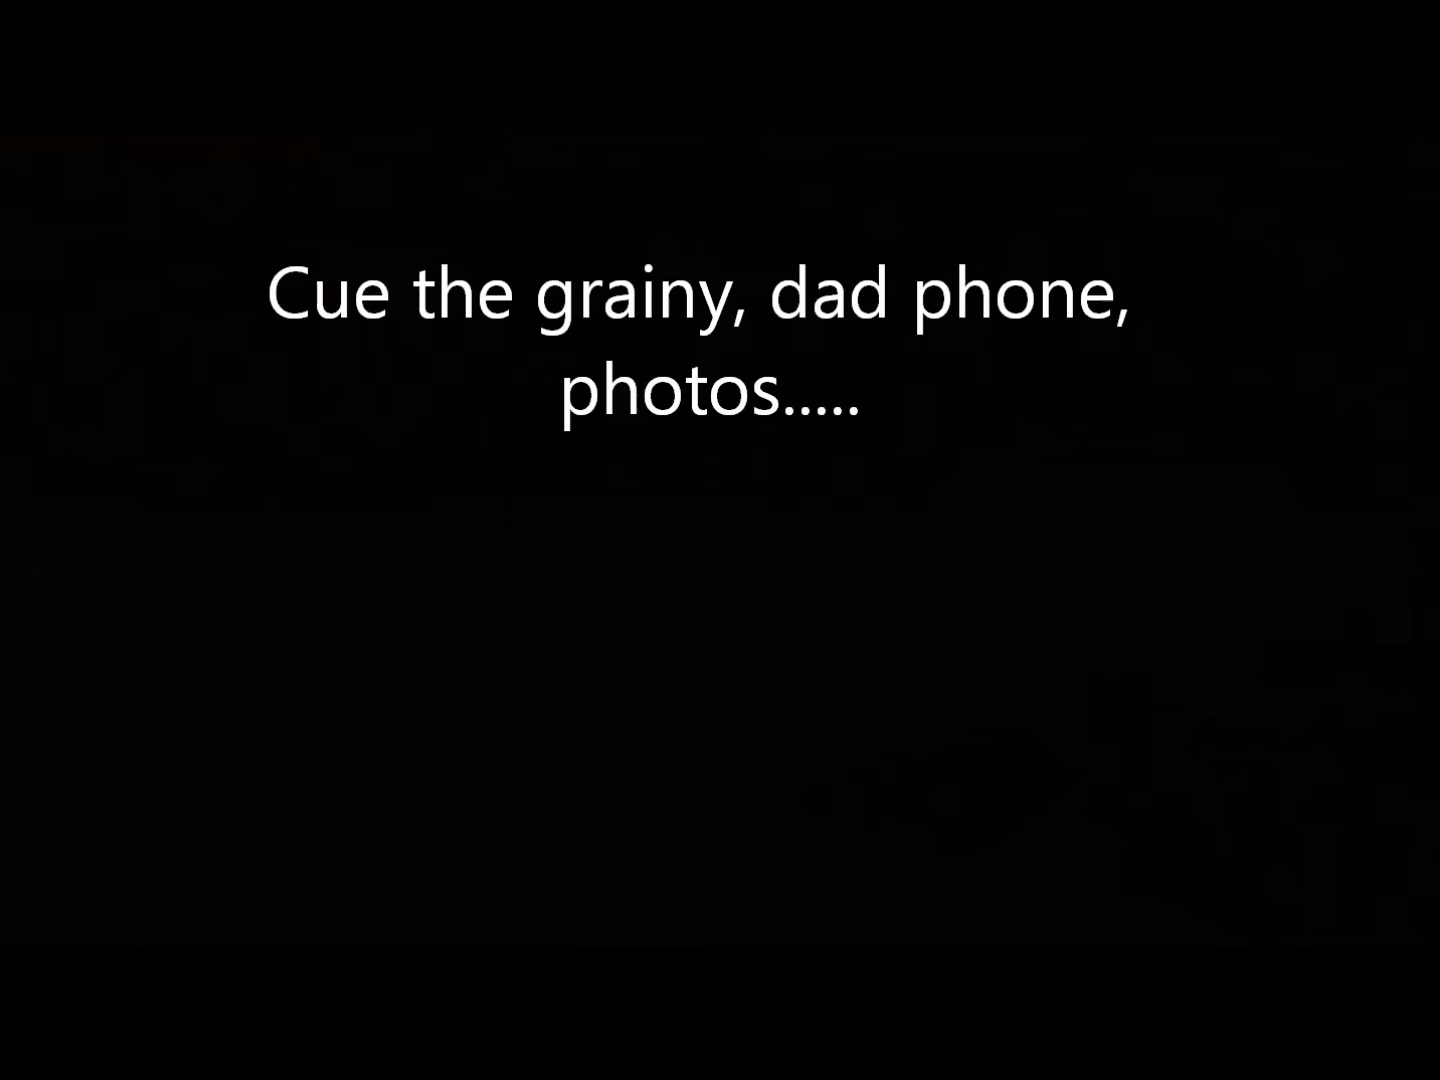 Cue the grainy, dad phone,
photos.....